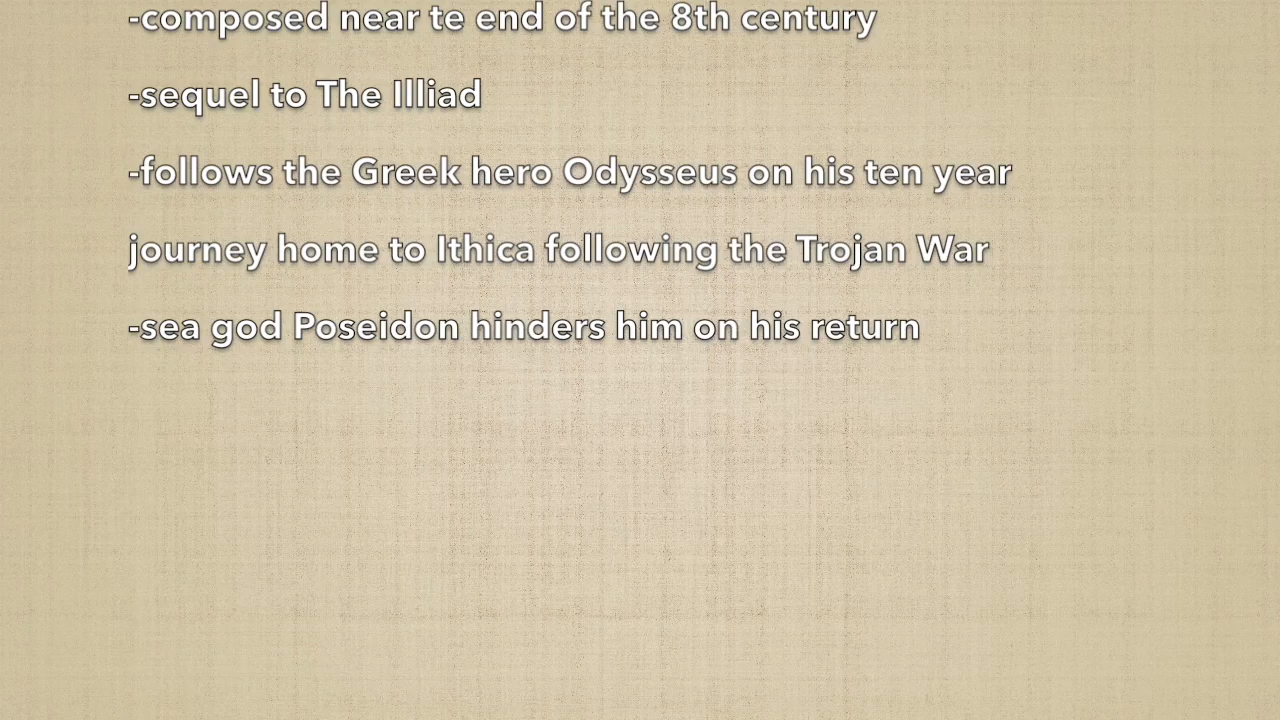 -composed near te end of the 8th century
-sequel to The Illiad
-follows the Greek hero Odysseus on his ten year
journey home to Ithica following the Trojan War
-sea god Poseidon hinders him on his return